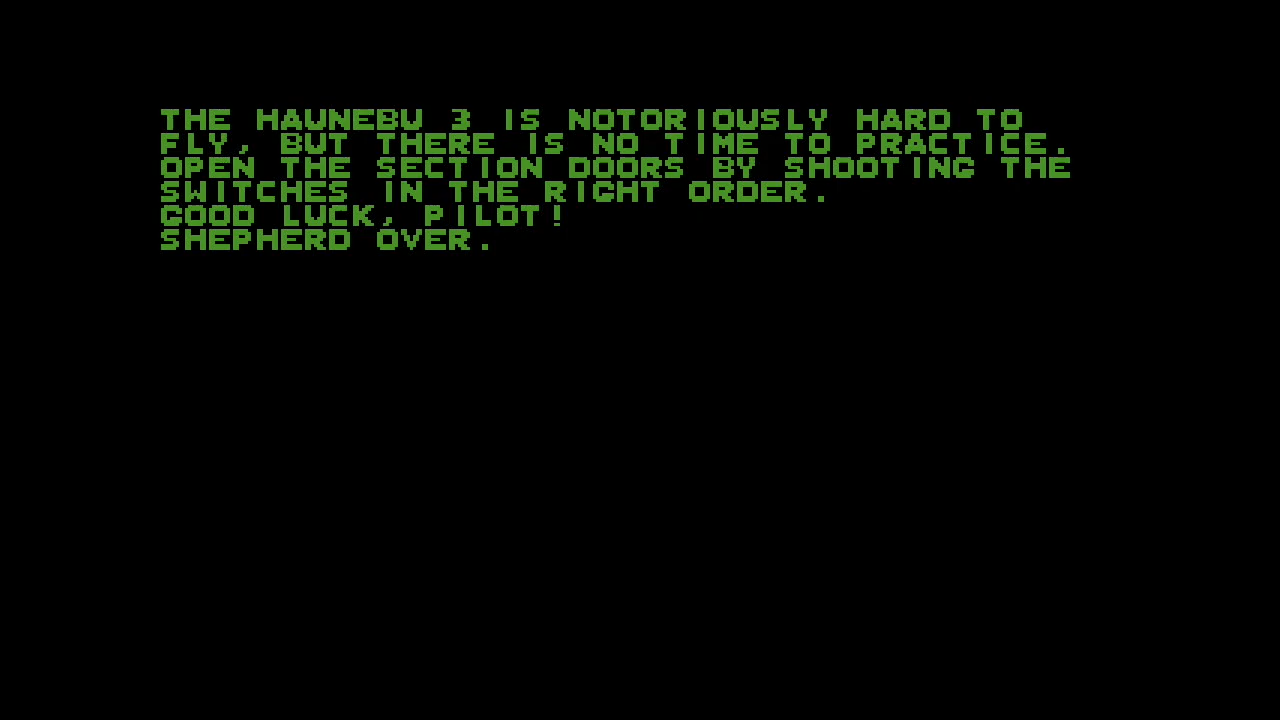 THE HAUNEBU 3 IS NOTORIOUSLY HARD TO
FLY, BUT THERE IS NO TIME TO PRACTICE.
OPEN THE SECTION DOORS BY SHOOTING THE
SWITCHES IN THE RIGHT ORDER.
GOOD LUCK, PILOT!
SHEPHERD OVER.